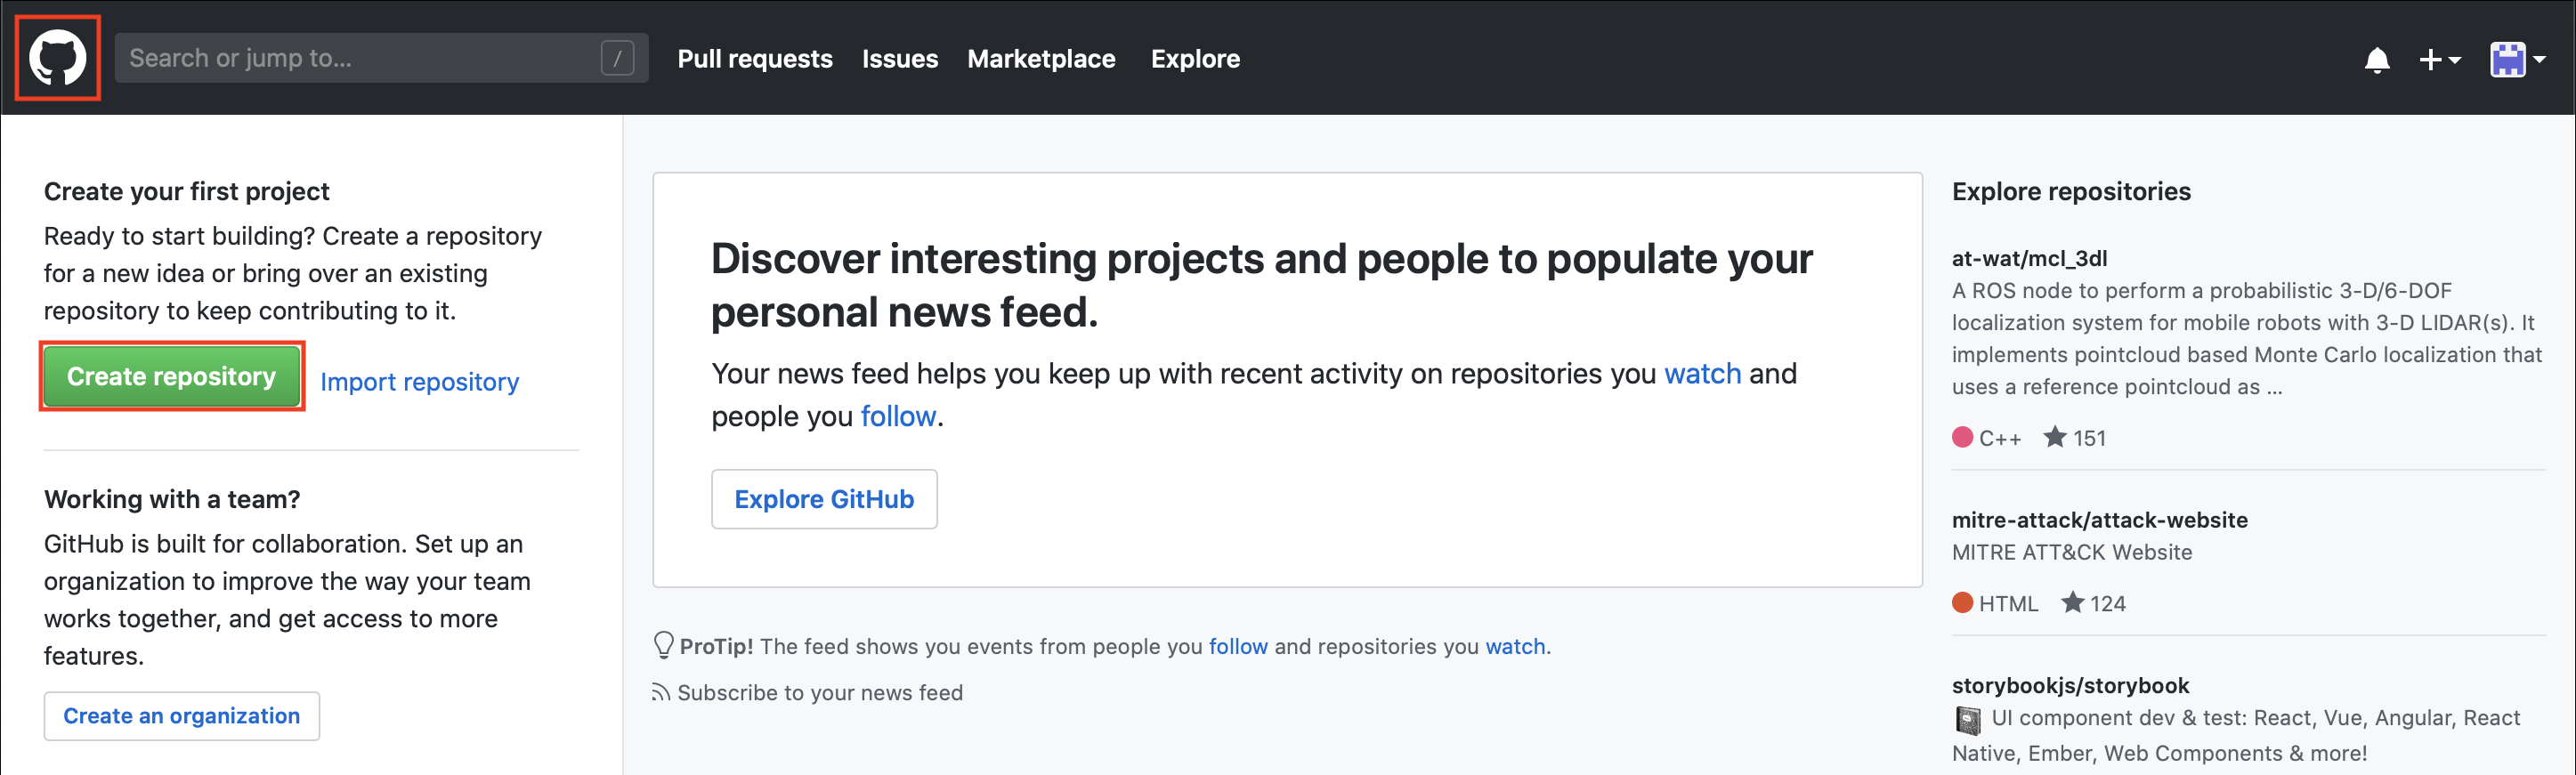 Search or jump to... /
Pull requests Issues Marketplace Explore
Create your first project
Ready to start building? Create a repository
for a new idea or bring over an existing
repository to keep contributing to it.
Create repository Import repository
Working with a team?
GitHub is built for collaboration. Set up an
organization to improve the way your team
works together, and get access to more
features.
Create an organization
Discover interesting projects and people to populate your
personal news feed.
Your news feed helps you keep up with recent activity on repositories you watch and
people you follow.
Explore GitHub
ProTip! The feed shows you events from people you follow and repositories you watch.
Subscribe to your news feed
Explore repositories
at-wat/mcl_3dl
A ROS node to perform a probabilistic 3-D/6-DOF
localization system for mobile robots with 3-D LIDAR(s). It
implements pointcloud based Monte Carlo localization that
uses a reference pointcloud as ...
C++ 151
mitre-attack/attack-website
MITRE ATT&CK Website
HTML 124
storybookjs/storybook
UI component dev & test: React, Vue, Angular, React
Native, Ember, Web Components & more!